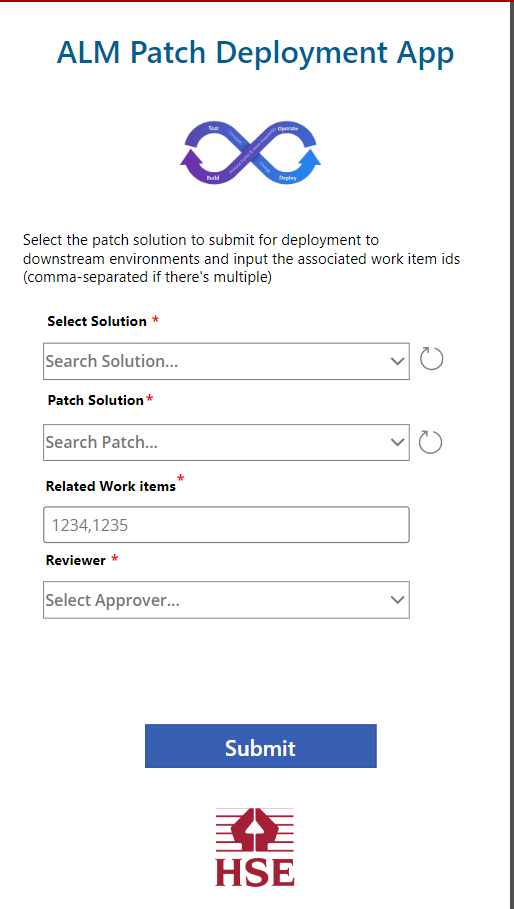 ALM Patch Deployment App
Test
Operate
Build
Deploy
Select the patch solution to submit for deployment to
downstream environments and input the associated work item ids
(comma-separated if there's multiple)
Select Solution *
Search Solution...
Patch Solution*
Search Patch...
Related Work items*
1234,1235
Reviewer *
Select Approver...
Submit
HSE